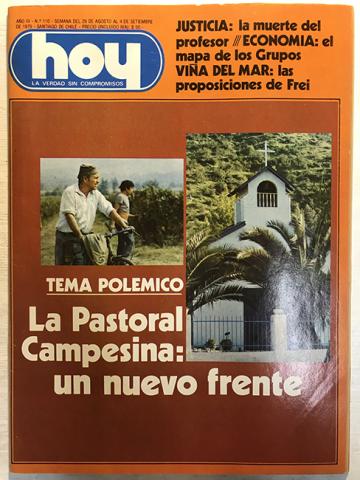 AÑO III - N.º 110 - SEMANA DEL 29 DE AGOSTO AL 4 DE SETIEMBRE
DE 1979 - SANTIAGO DE CHILE - PRECIO (INCLUIDO IVA)
hoy
LA VERDAD SIN COMPROMISOS
JUSTICIA: la muerte del
profesor // ECONOMIA: el
mapa de los Grupos
VIÑA DEL MAR: las
proposiciones de Frei
TEMA POLEMICO
La Pastoral
Campesina:
un nuevo frente